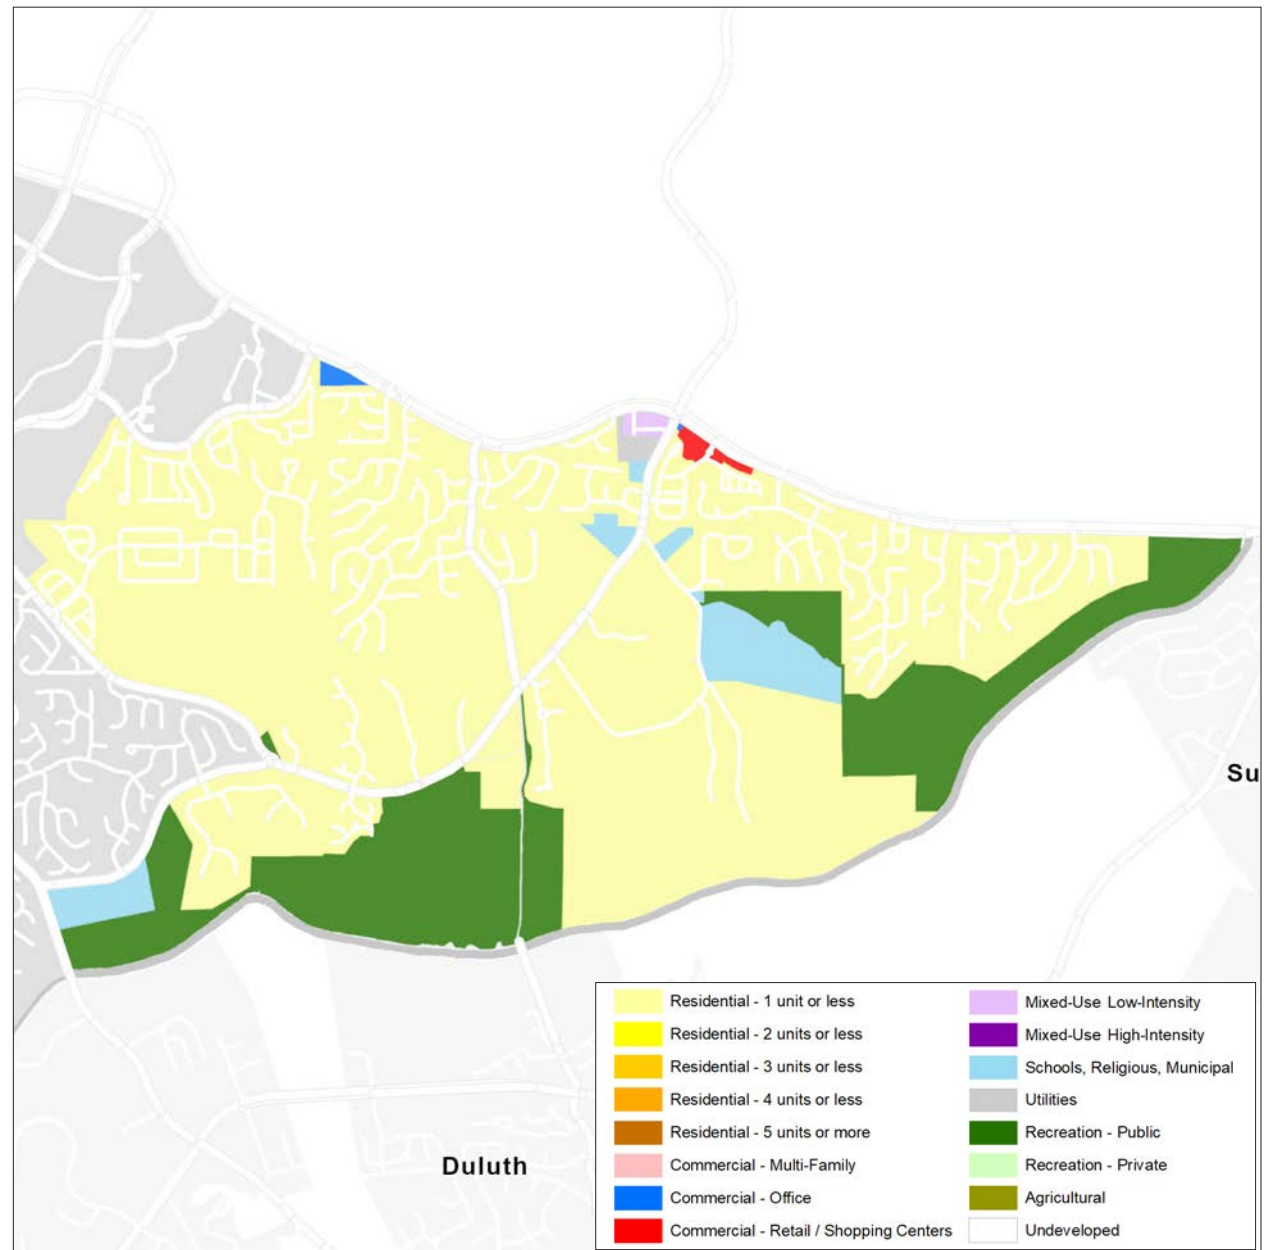 Su
Duluth
Residential - 1 unit or less
Residential - 2 units or less
Residential - 3 units or less
Residential - 4 units or less
Residential - 5 units or more
Commercial - Multi-Family
Commercial - Office
Commercial - Retail / Shopping Centers
Mixed-Use Low-Intensity
Mixed-Use High-Intensity
Schools, Religious, Municipal
Utilities
Recreation - Public
Recreation - Private
Agricultural
Undeveloped